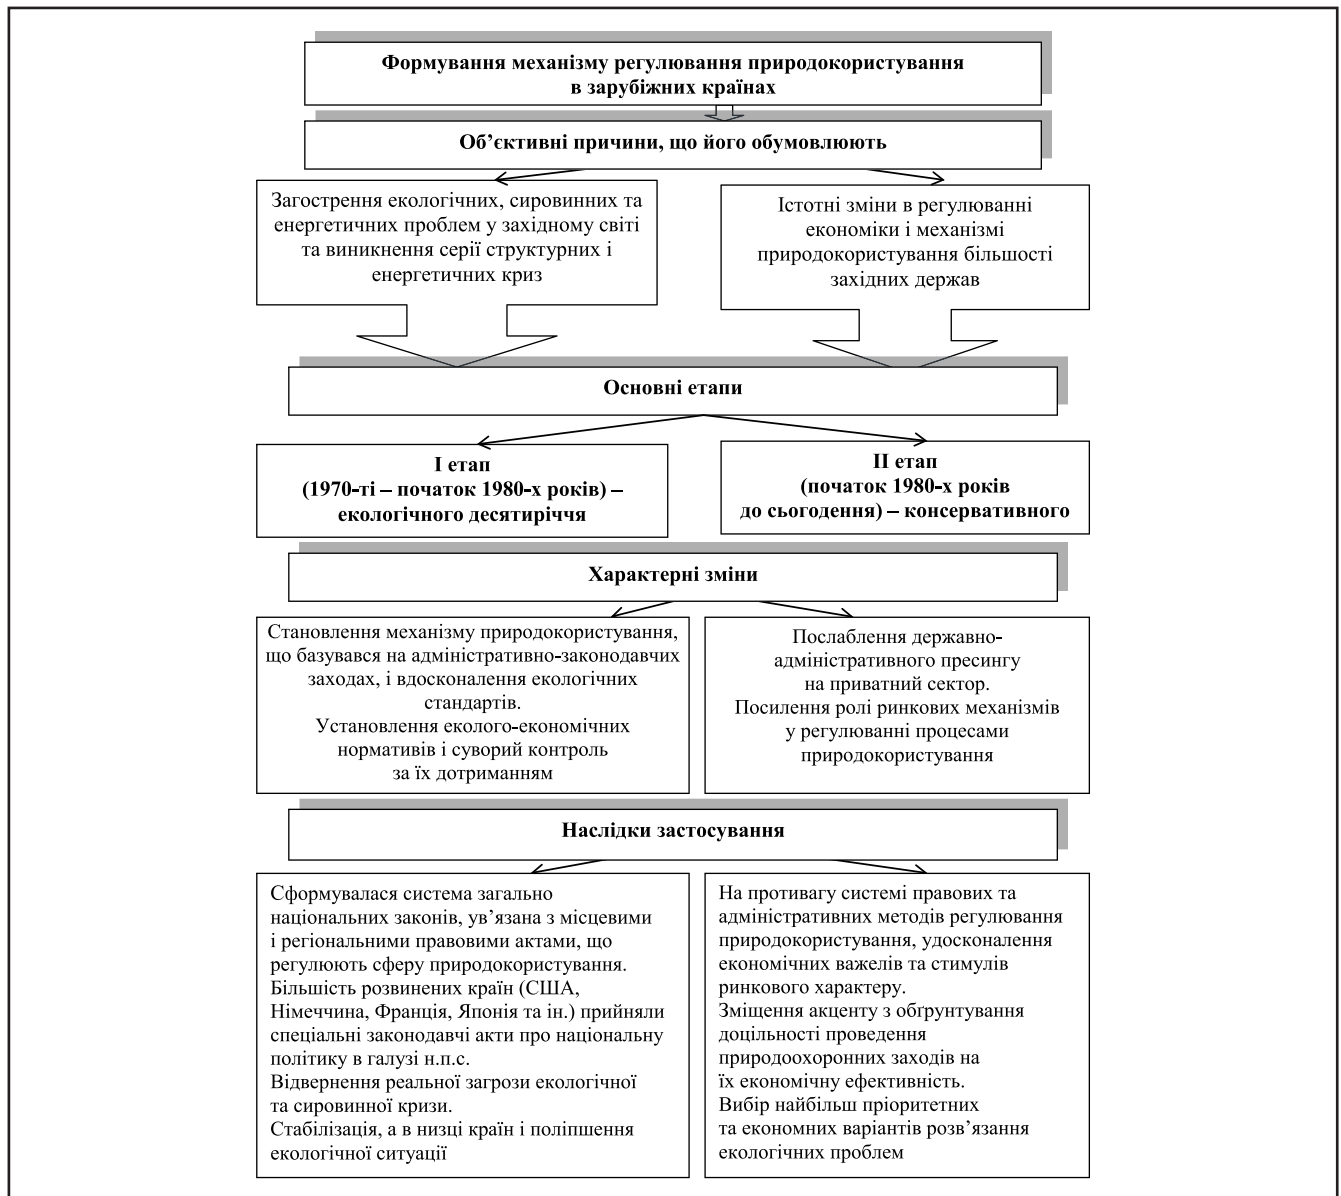 Формування механізму регулювання природокористування
в зарубіжних країнах
Об’єктивні причини, що його обумовлюють
Загострення екологічних, сировинних та
енергетичних проблем у західному світі
та виникнення серії структурних і
енергетичних криз
Істотні зміни в регулюванні
економіки і механізмі
природокористування більшості
західних держав
Основні етапи
І етап
(1970-ті – початок 1980-х років) –
екологічного десятиріччя
ІІ етап
(початок 1980-х років
до сьогодення) – консервативного
Характерні зміни
Становлення механізму природокористування,
що базувався на адміністративно-законодавчих
заходах, і вдосконалення екологічних
стандартів.
Установлення еколого-економічних
нормативів і суворий контроль
за їх дотриманням
Послаблення державно-
адміністративного пресингу
на приватний сектор.
Посилення ролі ринкових механізмів
у регулюванні процесами
природокористування
Наслідки застосування
Сформувалася система загально
національних законів, ув’язана з місцевими
і регіональними правовими актами, що
регулюють сферу природокористування.
Більшість розвинених країн (США,
Німеччина, Франція, Японія та ін.) прийняли
спеціальні законодавчі акти про національну
політику в галузі н.п.с.
Відвернення реальної загрози екологічної
та сировинної кризи.
Стабілізація, а в низці країн і поліпшення
екологічної ситуації
На противагу системі правових та
адміністративних методів регулювання
природокористування, удосконалення
економічних важелів та стимулів
ринкового характеру.
Зміщення акценту з обґрунтування
доцільності проведення
природоохоронних заходів на
їх економічну ефективність.
Вибір найбільш пріоритетних
та економних варіантів розв’язання
екологічних проблем